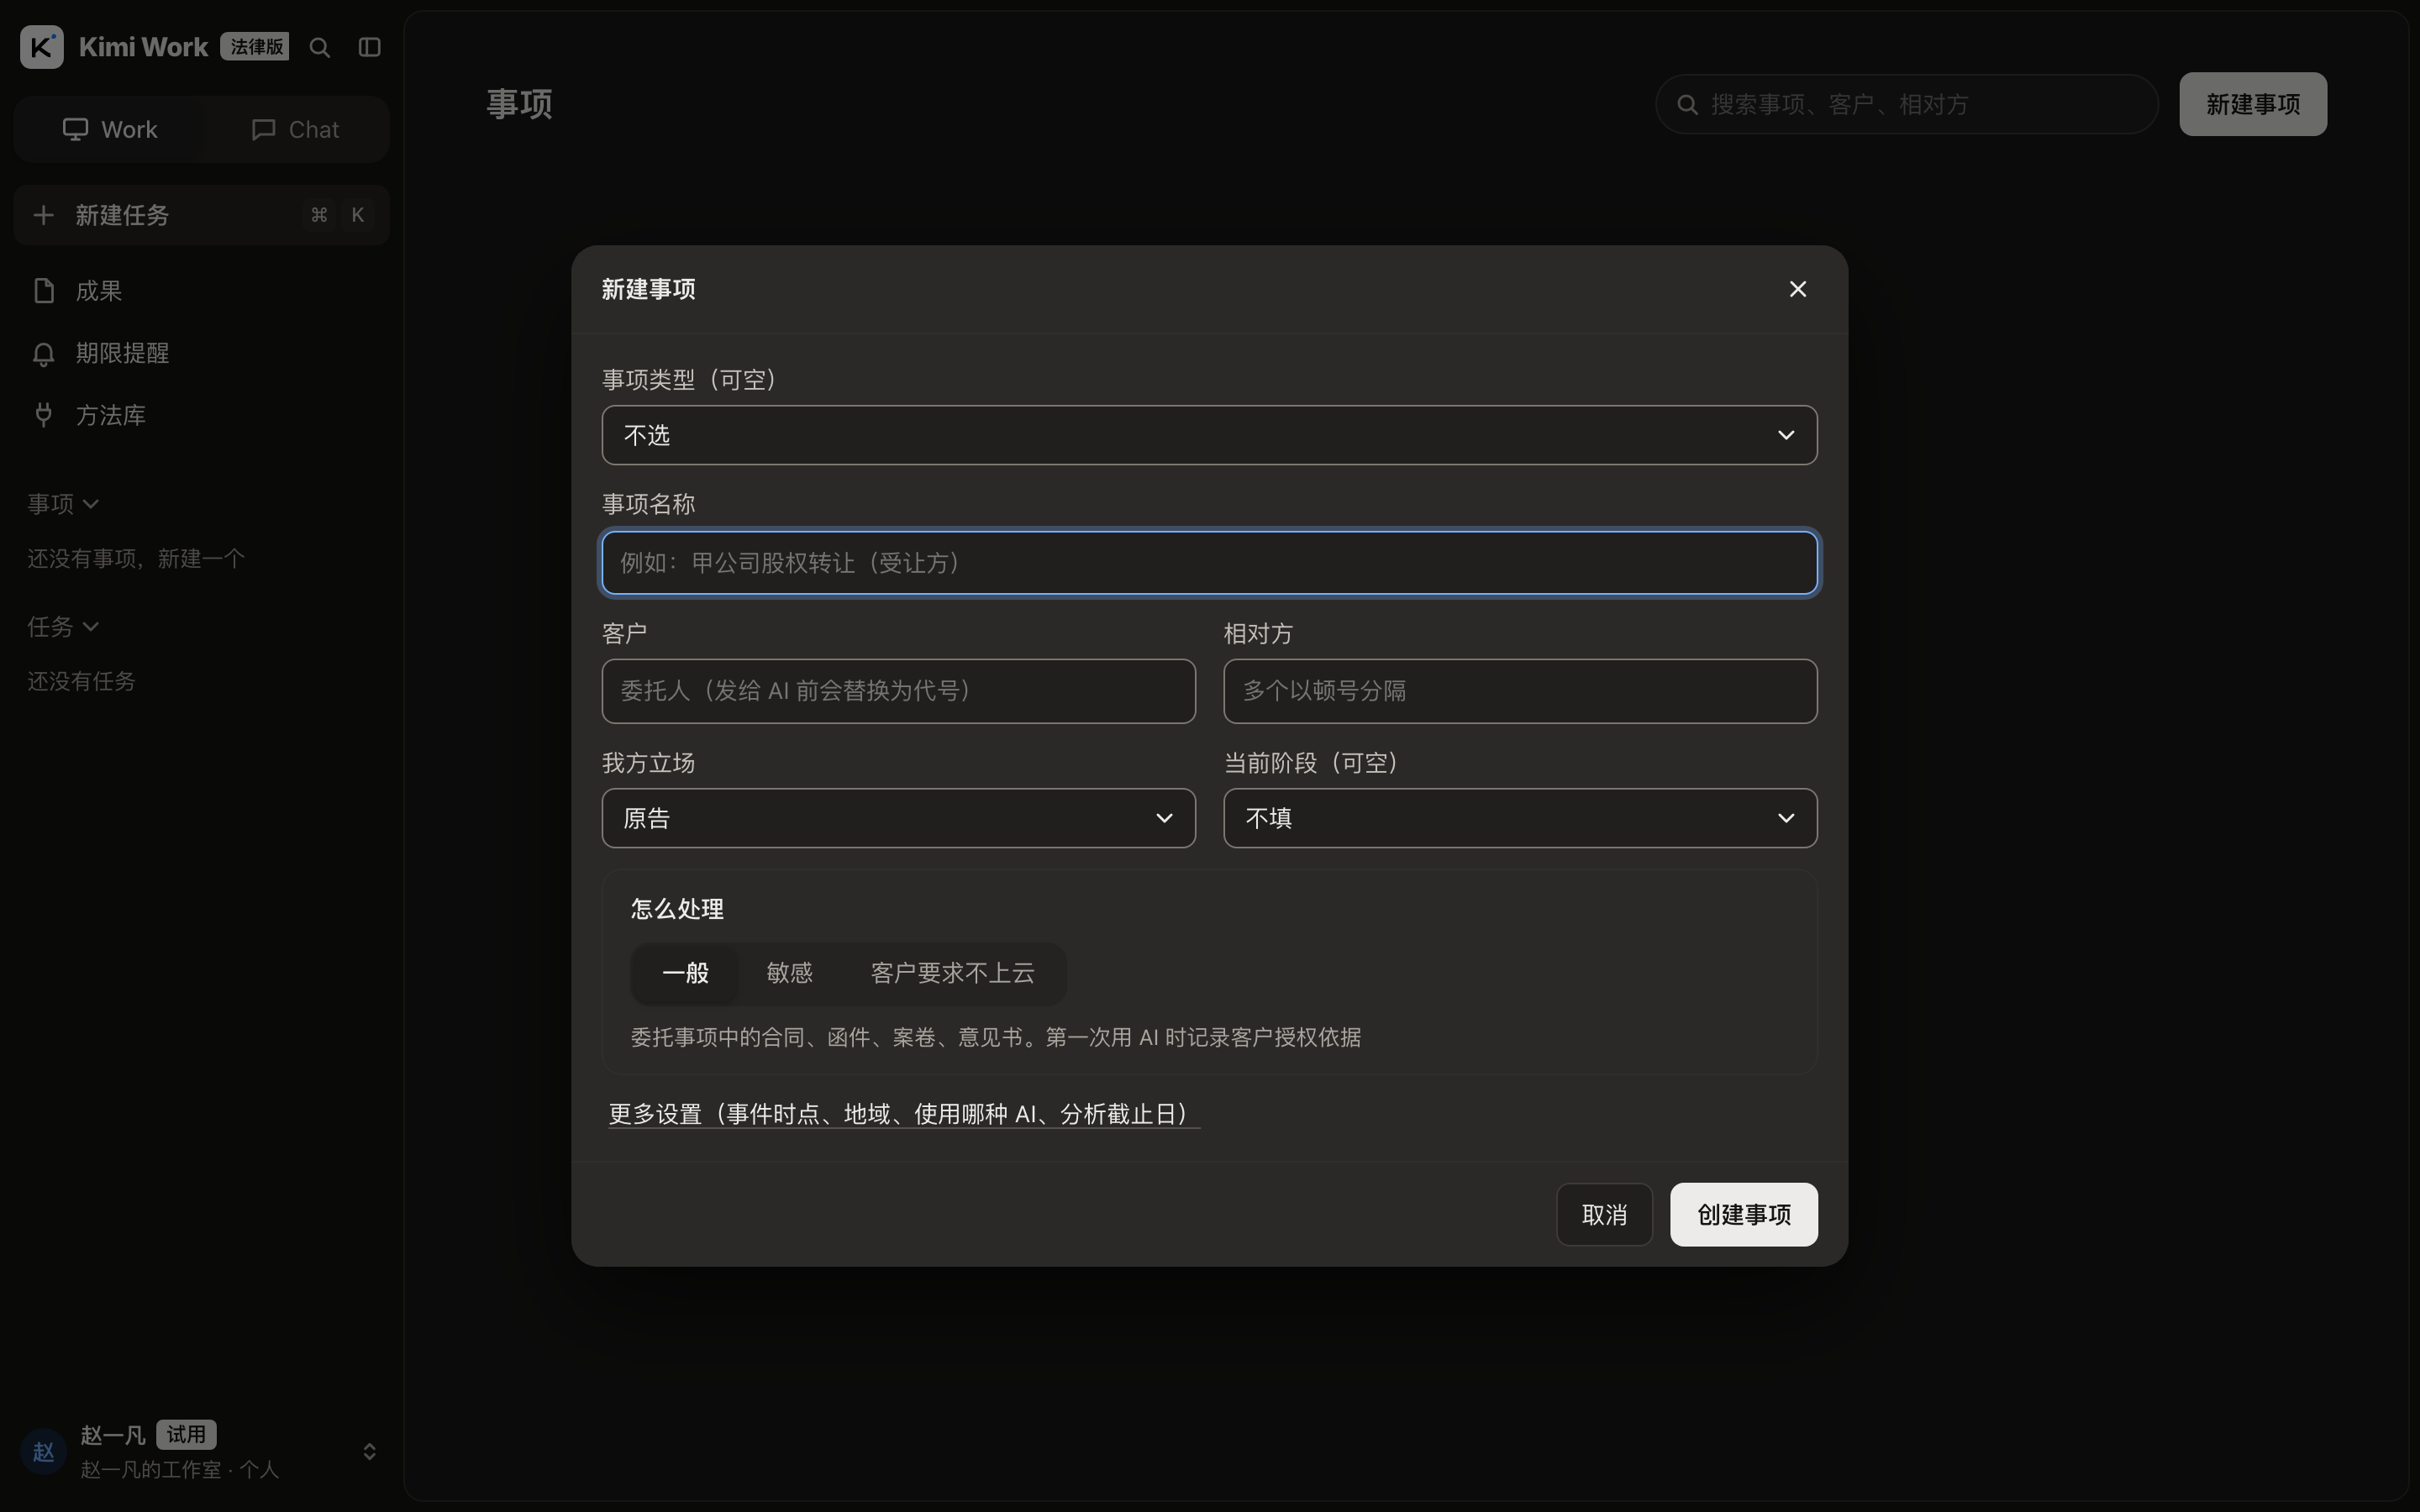 Kimi Work 法律版
Work
Chat
新建任务 ⌘ K
成果
期限提醒
方法库
事项
还没有事项，新建一个
任务
还没有任务
赵
赵一凡 试用
赵一凡的工作室 · 个人
事项
搜索事项、客户、相对方
新建事项
新建事项
事项类型（可空）
不选
事项名称
例如：甲公司股权转让（受让方）
客户
相对方
委托人（发给 AI 前会替换为代号）
多个以顿号分隔
我方立场
当前阶段（可空）
原告
不填
怎么处理
一般
敏感
客户要求不上云
委托事项中的合同、函件、案卷、意见书。第一次用 AI 时记录客户授权依据
更多设置（事件时点、地域、使用哪种 AI、分析截止日）
取消
创建事项